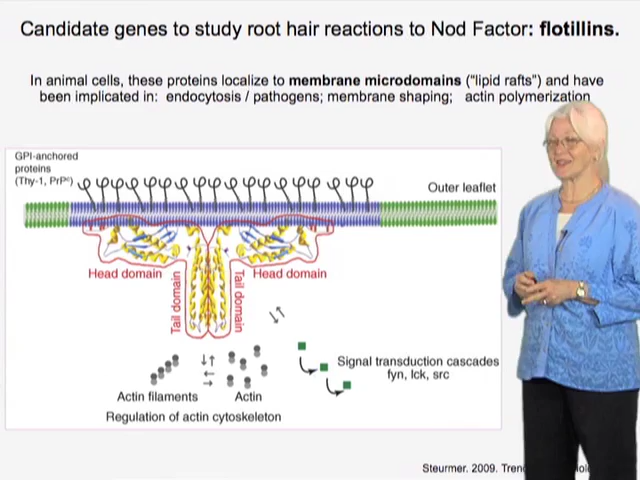 Candidate genes to study root hair reactions to Nod Factor: flotillins.
In animal cells, these proteins localize to membrane microdomains ("lipid rafts") and have
been implicated in: endocytosis / pathogens; membrane shaping; actin polymerization
GPI-anchored
proteins
(Thy-1, PrPc)
Outer leaflet
Head domain
Head domain
Tail domain
Tail domain
Signal transduction cascades
fyn, lck, src
Actin filaments
Actin
Regulation of actin cytoskeleton
Steurmer. 2009.